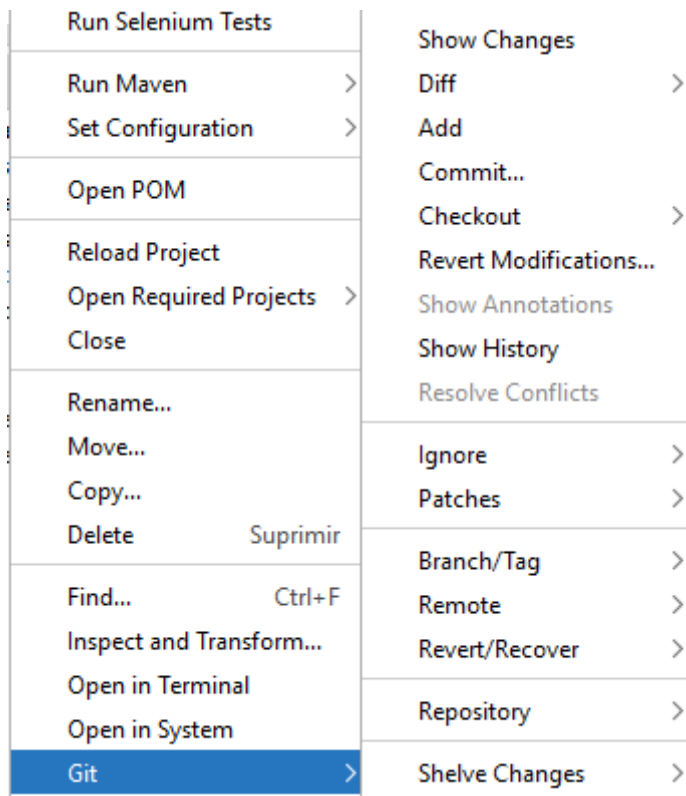 Run Selenium Tests
Run Maven
Set Configuration
Open POM
Reload Project
Open Required Projects
Close
Rename...
Move...
Copy...
Delete Suprimir
Find... Ctrl+F
Inspect and Transform...
Open in Terminal
Open in System
Git
Show Changes
Diff
Add
Commit...
Checkout
Revert Modifications...
Show Annotations
Show History
Resolve Conflicts
Ignore
Patches
Branch/Tag
Remote
Revert/Recover
Repository
Shelve Changes